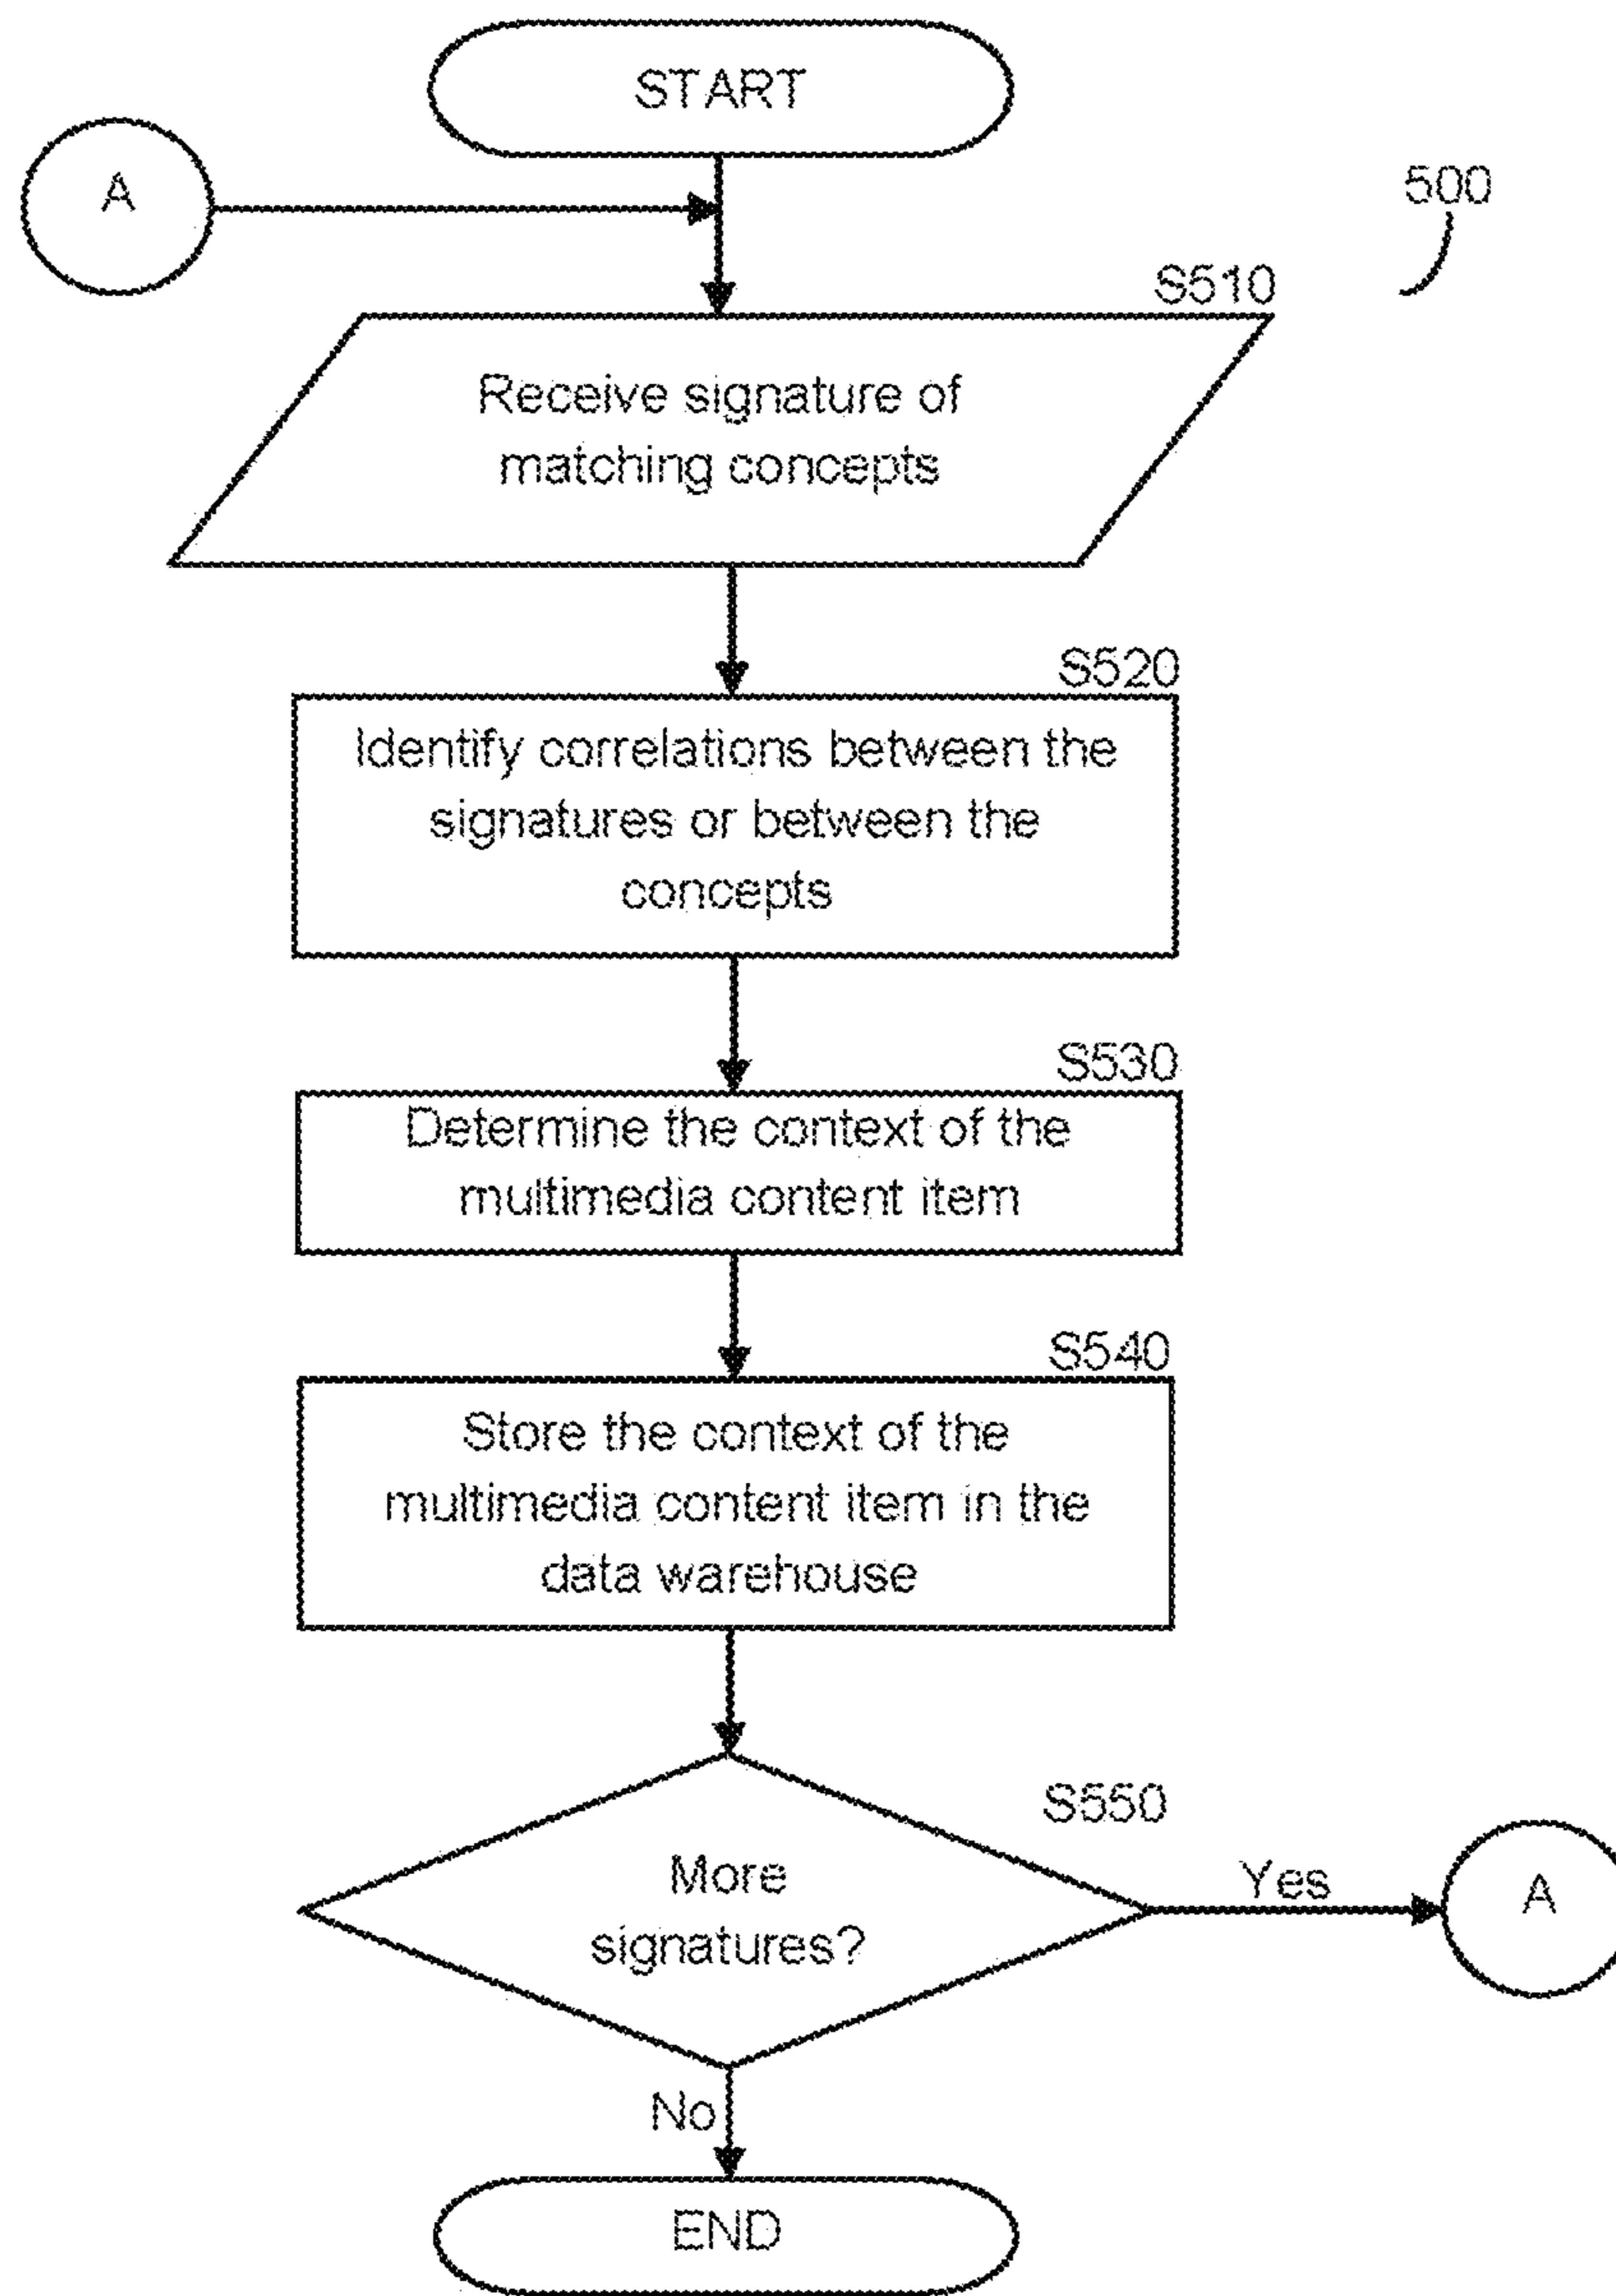 START
A
500
S510
Receive signature of
matching concepts
S520
Identify correlations between the
signatures or between the
concepts
S530
Determine the context of the
multimedia content item
S540
Store the context of the
multimedia content item in the
data warehouse
S550
More
signatures?
Yes
A
No
END